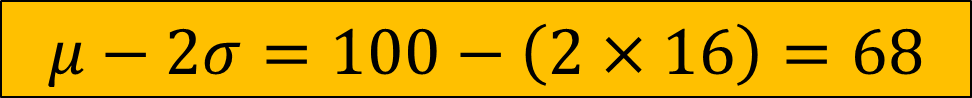 μ − 2σ = 100 − (2 × 16) = 68